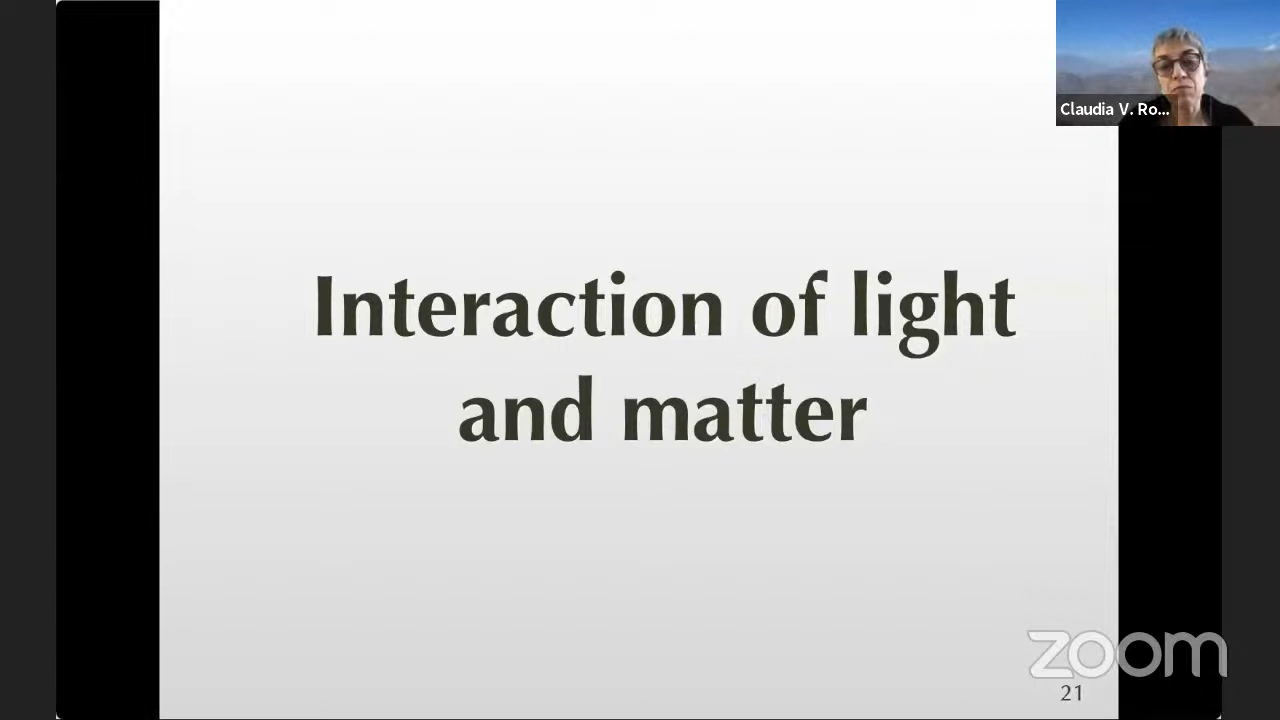 Claudia V. Ro...
Interaction of light
and matter
zoom
21